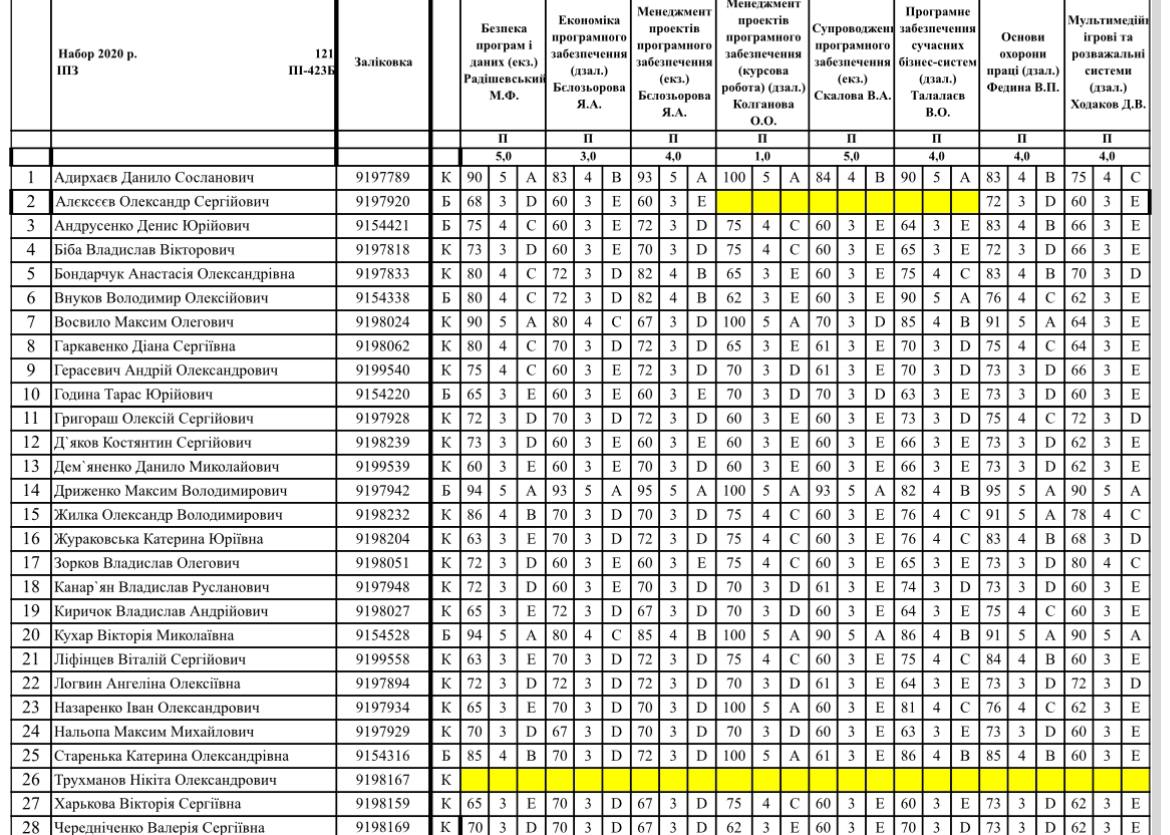 Набор 2020 р. 121
ІПЗ ПІ-423Б
Заліковка
Безпека
програм і
даних (екз.)
Радішевський
М.Ф.
Економіка
програмного
забезпечення
(дзал.)
Бєлозьорова
Я.А.
Менеджмент
проектів
програмного
забезпечення
(екз.)
Бєлозьорова
Я.А.
Менеджмент
проектів
програмного
забезпечення
(курсова
робота) (дзал.)
Колганова
О.О.
Супроводжен
програмного
забезпечення
(екз.)
Скалова В.А.
Програмне
забезпечення
сучасних
бізнес-систем
(дзал.)
Талалаєв
В.О.
Основи
охорони
праці (дзал.)
Федина В.П.
Мультимедій
ігрові та
розважальні
системи
(дзал.)
Ходаков Д.В.
П П П П П П П П
5,0 3,0 4,0 1,0 5,0 4,0 4,0 4,0
1 Адирхаєв Данило Сосланович 9197789 К 90 5 A 83 4 B 93 5 A 100 5 A 84 4 B 90 5 A 83 4 B 75 4 C
2 Алєксєєв Олександр Сергійович 9197920 Б 68 3 D 60 3 E 60 3 E 72 3 D 60 3 E
3 Андрусенко Денис Юрійович 9154421 Б 75 4 C 60 3 E 72 3 D 75 4 C 60 3 E 64 3 E 83 4 B 66 3 E
4 Біба Владислав Вікторович 9197818 К 73 3 D 60 3 E 70 3 D 75 4 C 60 3 E 65 3 E 72 3 D 66 3 E
5 Бондарчук Анастасія Олександрівна 9197833 К 80 4 C 72 3 D 82 4 B 65 3 E 60 3 E 75 4 C 83 4 B 70 3 D
6 Внуков Володимир Олексійович 9154338 Б 80 4 C 72 3 D 82 4 B 62 3 E 60 3 E 90 5 A 76 4 C 62 3 E
7 Восвило Максим Олегович 9198024 К 90 5 A 80 4 C 67 3 D 100 5 A 70 3 D 85 4 B 91 5 A 64 3 E
8 Гаркавенко Діана Сергіївна 9198062 К 80 4 C 70 3 D 72 3 D 65 3 E 61 3 E 70 3 D 75 4 C 64 3 E
9 Герасевич Андрій Олександрович 9199540 К 75 4 C 60 3 E 72 3 D 70 3 D 61 3 E 70 3 D 73 3 D 66 3 E
10 Година Тарас Юрійович 9154220 Б 65 3 E 60 3 E 60 3 E 70 3 D 70 3 D 63 3 E 73 3 D 60 3 E
11 Григораш Олексій Сергійович 9197928 К 72 3 D 70 3 D 72 3 D 60 3 E 60 3 E 73 3 D 75 4 C 72 3 D
12 Д`яков Костянтин Сергійович 9198239 К 73 3 D 60 3 E 60 3 E 60 3 E 60 3 E 66 3 E 73 3 D 62 3 E
13 Дем`яненко Данило Миколайович 9199539 К 60 3 E 60 3 E 70 3 D 60 3 E 60 3 E 66 3 E 73 3 D 62 3 E
14 Дриженко Максим Володимирович 9197942 Б 94 5 A 93 5 A 95 5 A 100 5 A 93 5 A 82 4 B 95 5 A 90 5 A
15 Жилка Олександр Володимирович 9198232 К 86 4 B 70 3 D 70 3 D 75 4 C 60 3 E 76 4 C 91 5 A 78 4 C
16 Жураковська Катерина Юріївна 9198204 К 63 3 E 70 3 D 72 3 D 75 4 C 60 3 E 76 4 C 83 4 B 68 3 D
17 Зорков Владислав Олегович 9198051 К 72 3 D 60 3 E 60 3 E 75 4 C 60 3 E 65 3 E 73 3 D 80 4 C
18 Канар`ян Владислав Русланович 9197948 К 72 3 D 60 3 E 70 3 D 70 3 D 61 3 E 74 3 D 73 3 D 60 3 E
19 Киричок Владислав Андрійович 9198027 К 65 3 E 72 3 D 67 3 D 70 3 D 60 3 E 64 3 E 75 4 C 60 3 E
20 Кухар Вікторія Миколаївна 9154528 Б 94 5 A 80 4 C 85 4 B 100 5 A 90 5 A 86 4 B 91 5 A 90 5 A
21 Ліфінцев Віталій Сергійович 9199558 К 63 3 E 70 3 D 72 3 D 75 4 C 60 3 E 75 4 C 84 4 B 60 3 E
22 Логвин Ангеліна Олексіївна 9197894 К 72 3 D 72 3 D 72 3 D 70 3 D 61 3 E 64 3 E 73 3 D 72 3 D
23 Назаренко Іван Олександрович 9197934 К 65 3 E 70 3 D 70 3 D 100 5 A 60 3 E 81 4 C 76 4 C 62 3 E
24 Нальопа Максим Михайлович 9197929 К 70 3 D 67 3 D 70 3 D 70 3 D 60 3 E 63 3 E 73 3 D 60 3 E
25 Старенька Катерина Олександрівна 9154316 Б 85 4 B 70 3 D 72 3 D 100 5 A 61 3 E 86 4 B 85 4 B 60 3 E
26 Трухманов Нікіта Олександрович 9198167 К
27 Харькова Вікторія Сергіївна 9198159 К 65 3 E 70 3 D 67 3 D 75 4 C 60 3 E 60 3 E 73 3 D 62 3 E
28 Чередніченко Валерія Сергіївна 9198169 К 70 3 D 70 3 D 67 3 D 62 3 E 60 3 E 70 3 D 73 3 D 62 3 E